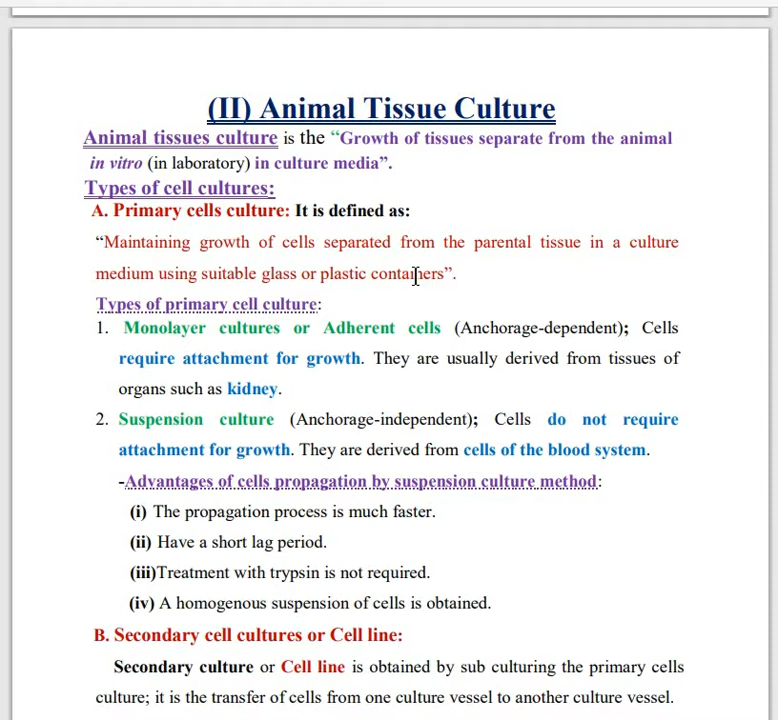 (II) Animal Tissue Culture
Animal tissues culture is the “Growth of tissues separate from the animal
in vitro (in laboratory) in culture media”.
Types of cell cultures:
A. Primary cells culture: It is defined as:
“Maintaining growth of cells separated from the parental tissue in a culture
medium using suitable glass or plastic containers”.
Types of primary cell culture:
1. Monolayer cultures or Adherent cells (Anchorage-dependent); Cells
require attachment for growth. They are usually derived from tissues of
organs such as kidney.
2. Suspension culture (Anchorage-independent); Cells do not require
attachment for growth. They are derived from cells of the blood system.
-Advantages of cells propagation by suspension culture method:
(i) The propagation process is much faster.
(ii) Have a short lag period.
(iii)Treatment with trypsin is not required.
(iv) A homogenous suspension of cells is obtained.
B. Secondary cell cultures or Cell line:
Secondary culture or Cell line is obtained by sub culturing the primary cells
culture; it is the transfer of cells from one culture vessel to another culture vessel.